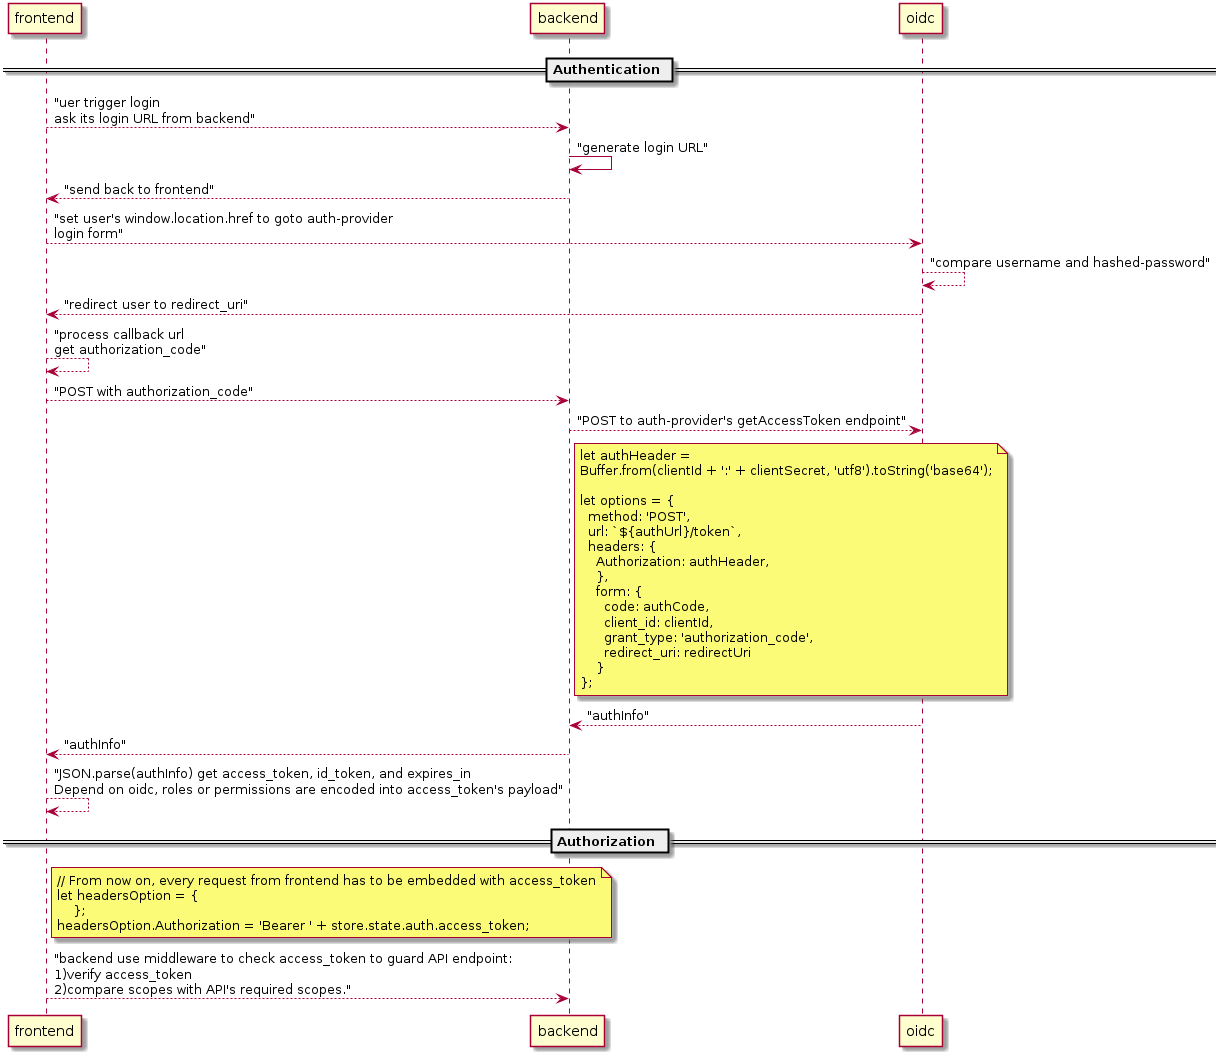 frontend
backend
oidc
Authentication
"uer trigger login
ask its login URL from backend"
"generate login URL"
"send back to frontend"
"set user's window.location.href to goto auth-provider
login form"
"compare username and hashed-password"
"redirect user to redirect_uri"
"process callback url
get authorization_code"
"POST with authorization_code"
"POST to auth-provider's getAccessToken endpoint"
let authHeader =
Buffer.from(clientId + ':' + clientSecret, 'utf8').toString('base64');
let options = {
method: 'POST',
url: `${authUrl}/token`,
headers: {
Authorization: authHeader,
},
form: {
code: authCode,
client_id: clientId,
grant_type: 'authorization_code',
redirect_uri: redirectUri
}
};
"authInfo"
"authInfo"
"JSON.parse(authInfo) get access_token, id_token, and expires_in
Depend on oidc, roles or permissions are encoded into access_token's payload"
Authorization
// From now on, every request from frontend has to be embedded with access_token
let headersOption = {
};
headersOption.Authorization = 'Bearer ' + store.state.auth.access_token;
"backend use middleware to check access_token to guard API endpoint:
1)verify access_token
2)compare scopes with API's required scopes."
frontend
backend
oidc